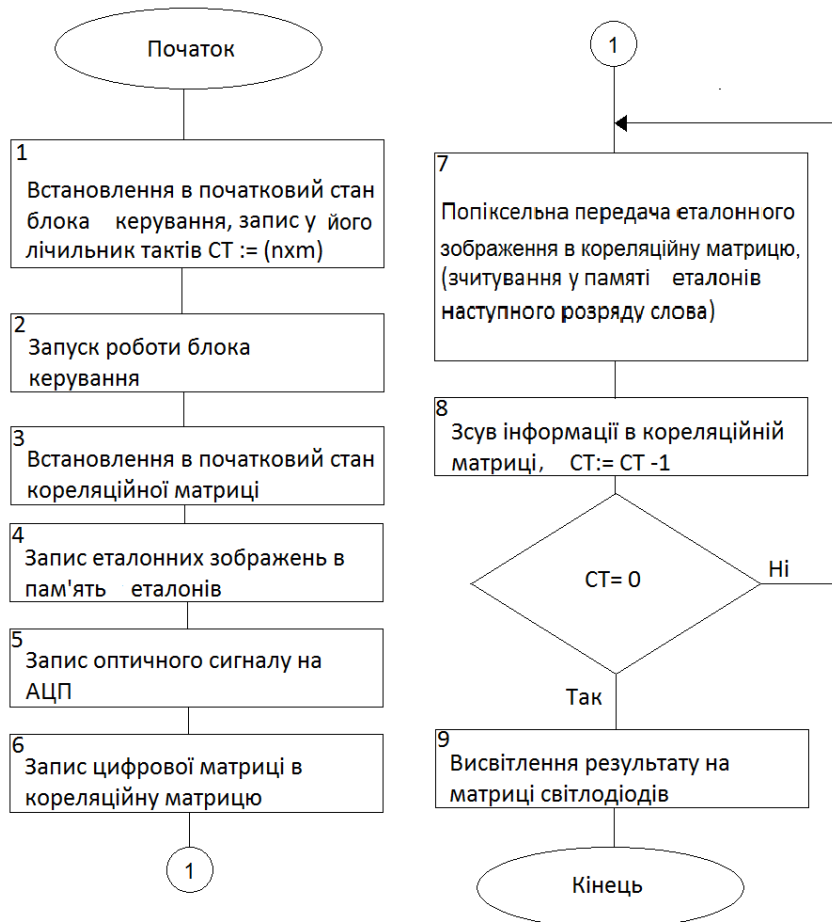 Початок
1
Встановлення в початковий стан
блока керування, запис у його
лічильник тактів СТ := (nxm)
2
Запуск роботи блока
керування
3
Встановлення в початковий стан
кореляційної матриці
4
Запис еталонних зображень в
пам'ять еталонів
5
Запис оптичного сигналу на
АЦП
6
Запис цифрової матриці в
кореляційну матрицю
1
1
7
Попіксельна передача еталонного
зображення в кореляційну матрицю,
(зчитування у памяті еталонів
наступного розряду слова)
8
Зсув інформації в кореляційній
матриці, СТ:= СТ -1
СТ= 0
Ні
Так
9
Висвітлення результату на
матриці світлодіодів
Кінець